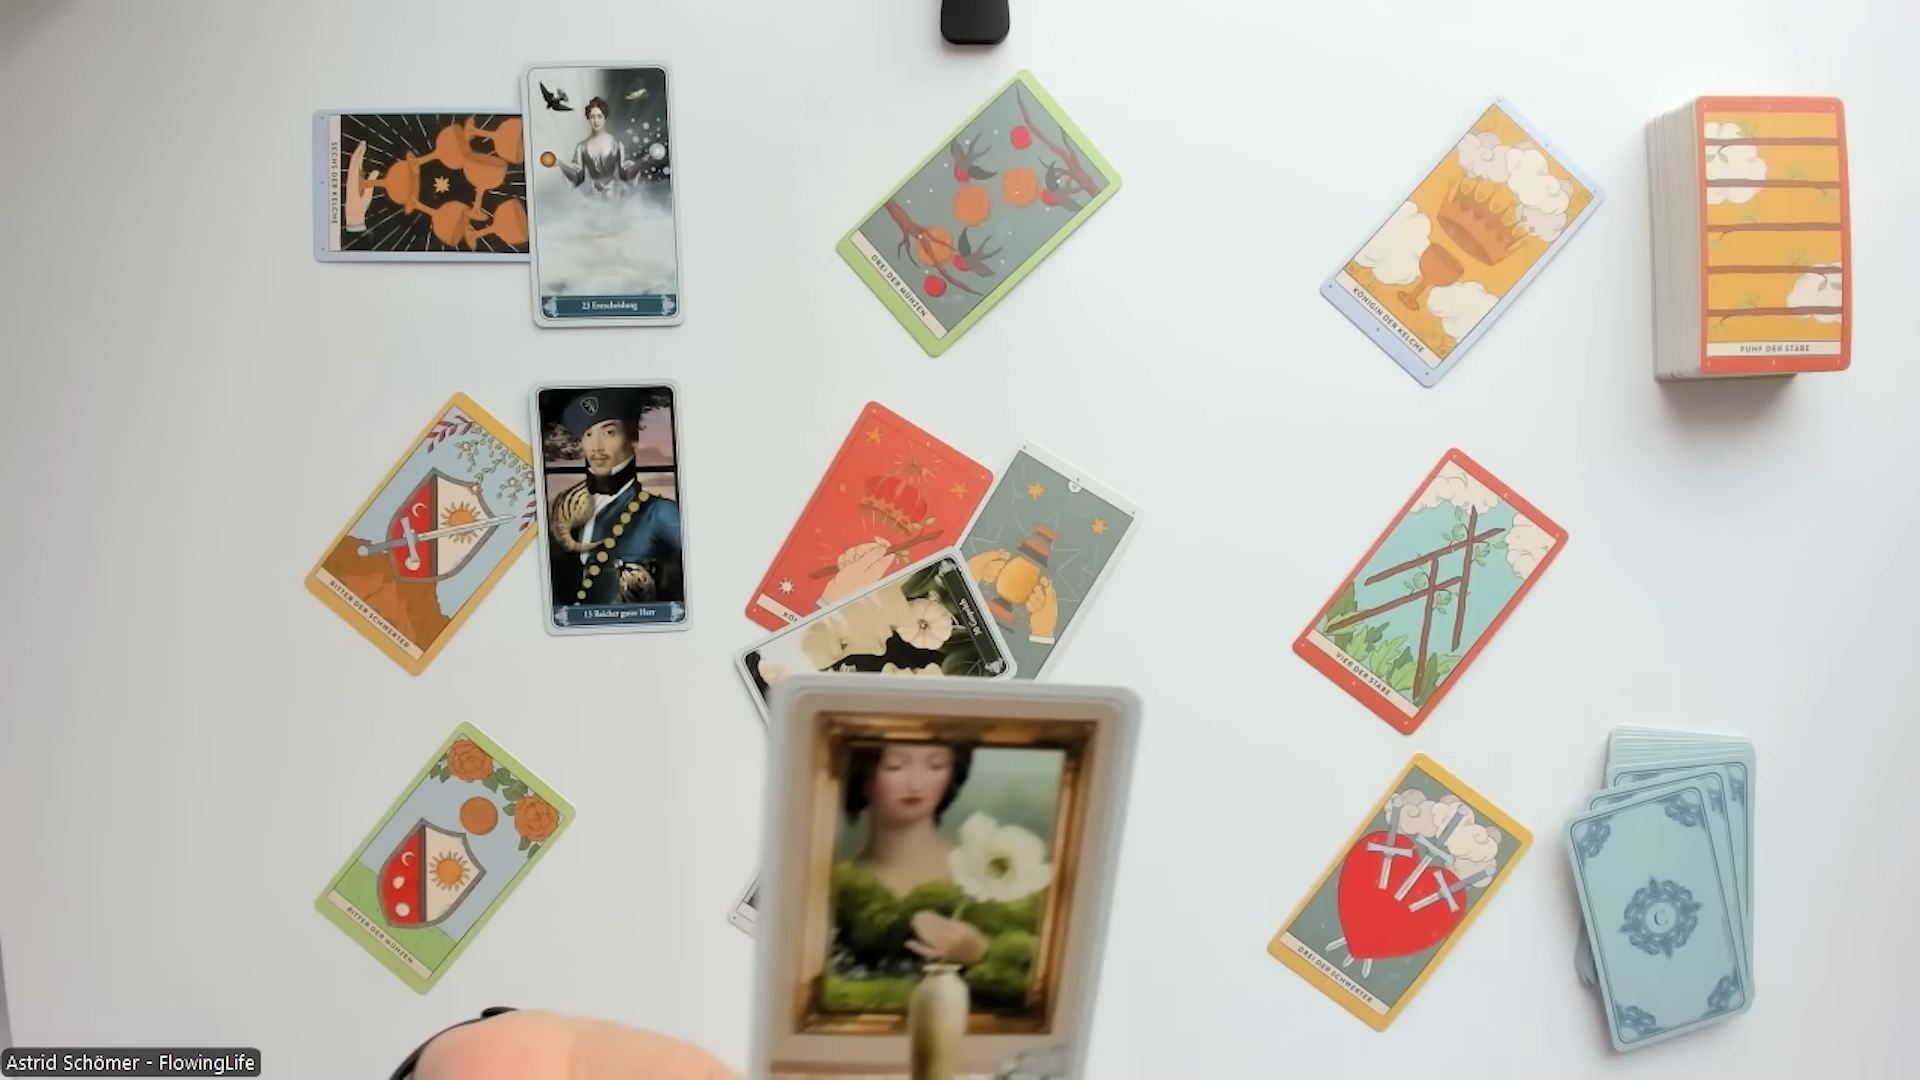 SECHS DER KELCHE
23 Entscheidung
DREI DER MÜNZEN
KÖNIGIN DER KELCHE
FÜNF DER STÄBE
RITTER DER SCHWERTER
13 Reicher guter Herr
VIER DER STÄBE
RITTER DER MÜNZEN
DREI DER SCHWERTER
C.
Astrid Schömer - FlowingLife